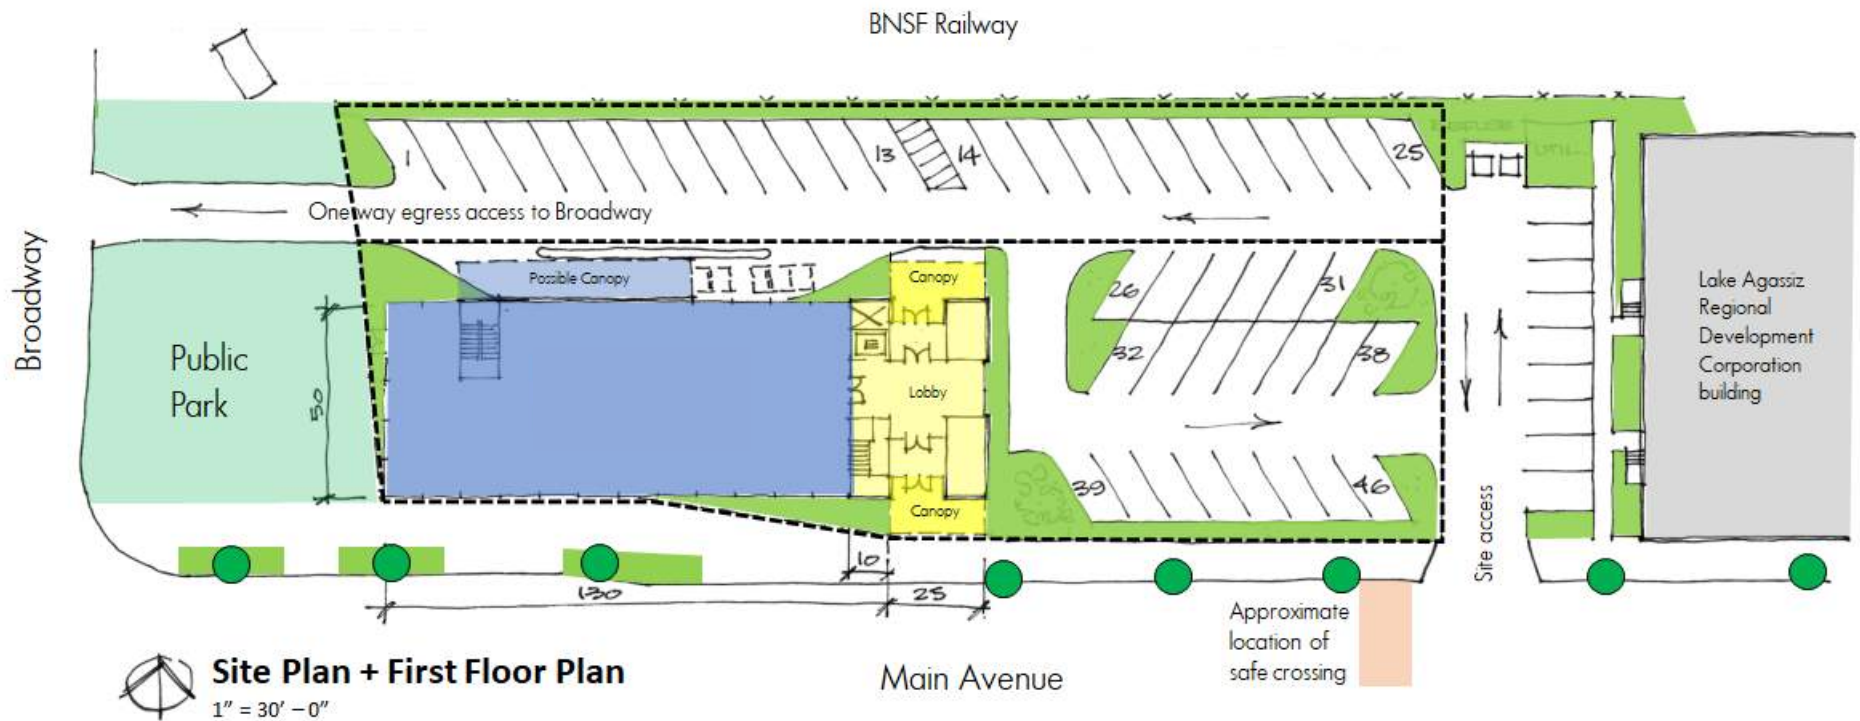 BNSF Railway
1
13
14
25
One way egress access to Broadway
Possible Canopy
Canopy
26
31
Lake Agassiz
Regional
Development
Corporation
building
Broadway
Public
Park
50
E
Lobby
32
38
39
46
Canopy
Site access
10
130
25
Approximate
location of
safe crossing
Site Plan + First Floor Plan
1" = 30' – 0"
Main Avenue